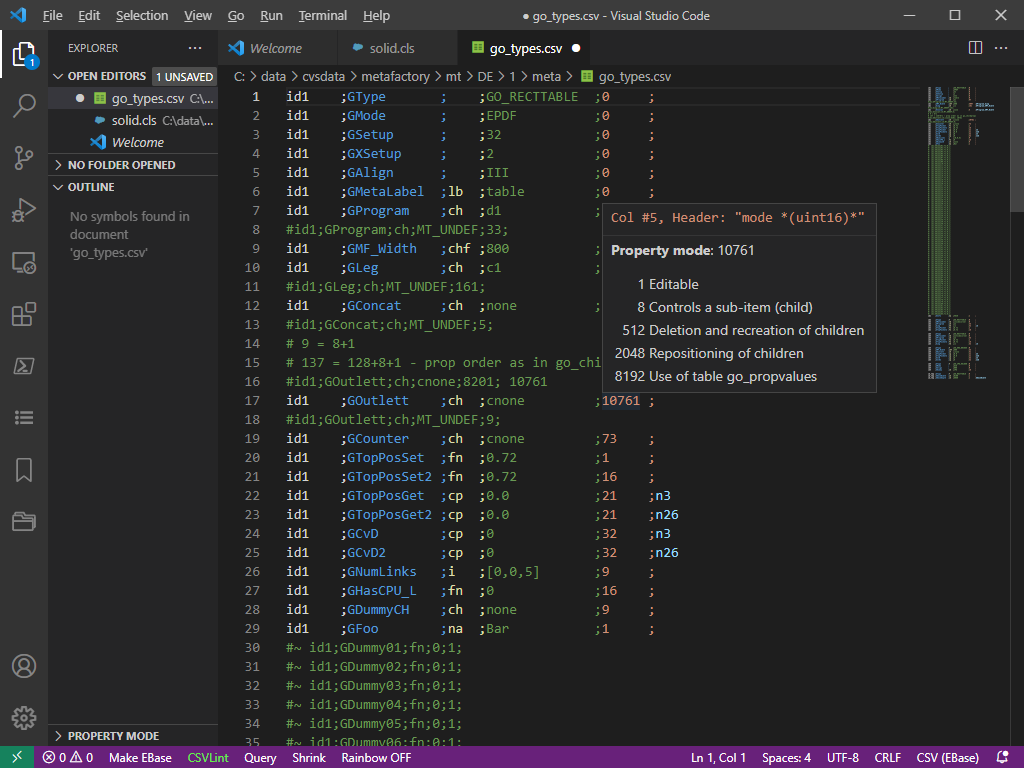 File Edit Selection View Go Run Terminal Help ● go_types.csv - Visual Studio Code
EXPLORER ···
Welcome solid.cls go_types.csv ●
1
OPEN EDITORS 1 UNSAVED
● go_types.csv C:\...
solid.cls C:\data\...
Welcome
NO FOLDER OPENED
OUTLINE
No symbols found in
document
'go_types.csv'
PROPERTY MODE
C: > data > cvsdata > metafactory > mt > DE > 1 > meta > go_types.csv
1 id1 ;GType ; ;GO_RECTTABLE ;0 ;
2 id1 ;GMode ; ;EPDF ;0 ;
3 id1 ;GSetup ; ;32 ;0 ;
4 id1 ;GXSetup ; ;2 ;0 ;
5 id1 ;GAlign ; ;III ;0 ;
6 id1 ;GMetaLabel ;lb ;table ;0 ;
7 id1 ;GProgram ;ch ;d1 ;
8 #id1;GProgram;ch;MT_UNDEF;33;
9 id1 ;GMF_Width ;chf ;800 ;
10 id1 ;GLeg ;ch ;c1 ;
11 #id1;GLeg;ch;MT_UNDEF;161;
12 id1 ;GConcat ;ch ;none ;
13 #id1;GConcat;ch;MT_UNDEF;5;
14 # 9 = 8+1
15 # 137 = 128+8+1 - prop order as in go_chi
16 #id1;GOutlett;ch;cnone;8201; 10761
17 id1 ;GOutlett ;ch ;cnone ;10761 ;
18 #id1;GOutlett;ch;MT_UNDEF;9;
19 id1 ;GCounter ;ch ;cnone ;73 ;
20 id1 ;GTopPosSet ;fn ;0.72 ;1 ;
21 id1 ;GTopPosSet2 ;fn ;0.72 ;16 ;
22 id1 ;GTopPosGet ;cp ;0.0 ;21 ;n3
23 id1 ;GTopPosGet2 ;cp ;0.0 ;21 ;n26
24 id1 ;GCvD ;cp ;0 ;32 ;n3
25 id1 ;GCvD2 ;cp ;0 ;32 ;n26
26 id1 ;GNumLinks ;i ;[0,0,5] ;9 ;
27 id1 ;GHasCPU_L ;fn ;0 ;16 ;
28 id1 ;GDummyCH ;ch ;none ;9 ;
29 id1 ;GFoo ;na ;Bar ;1 ;
30 #~ id1;GDummy01;fn;0;1;
31 #~ id1;GDummy02;fn;0;1;
32 #~ id1;GDummy03;fn;0;1;
33 #~ id1;GDummy04;fn;0;1;
34 #~ id1;GDummy05;fn;0;1;
35 #~ id1;GDummy06;fn;0;1;
Col #5, Header: "mode *(uint16)*"
Property mode: 10761
1 Editable
8 Controls a sub-item (child)
512 Deletion and recreation of children
2048 Repositioning of children
8192 Use of table go_propvalues
0 0 Make EBase CSVLint Query Shrink Rainbow OFF Ln 1, Col 1 Spaces: 4 UTF-8 CRLF CSV (EBase)